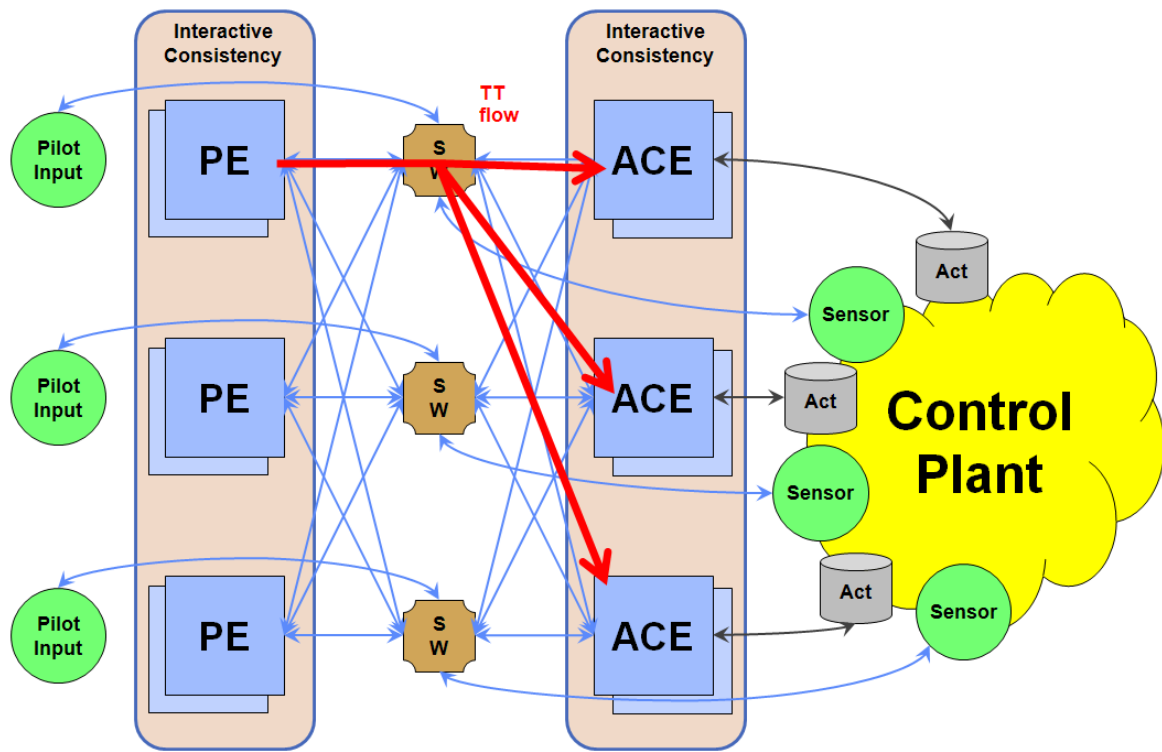 Interactive
Consistency
Interactive
Consistency
TT
flow
Pilot
Input
PE
S
W
ACE
Act
Sensor
Pilot
Input
PE
S
W
ACE
Act
Control
Plant
Sensor
Pilot
Input
PE
S
W
ACE
Act
Sensor